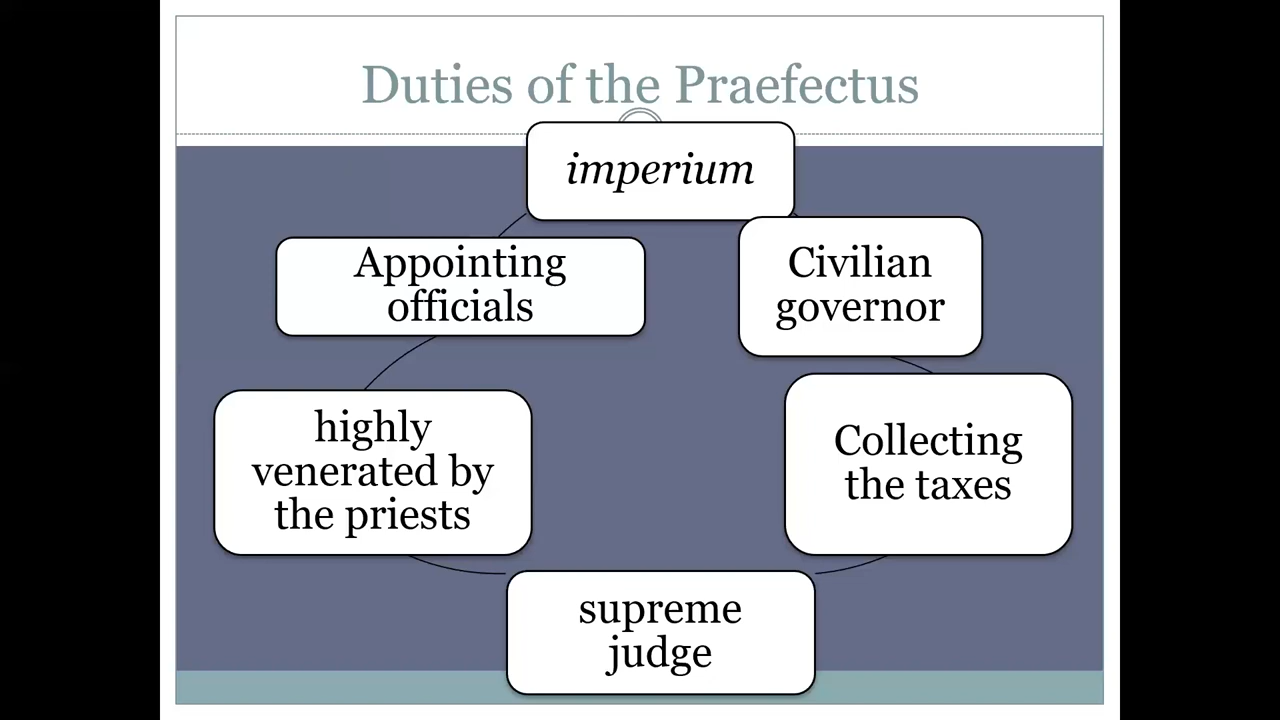 Duties of the Praefectus
imperium
Appointing
officials
Civilian
governor
highly
venerated by
the priests
Collecting
the taxes
supreme
judge